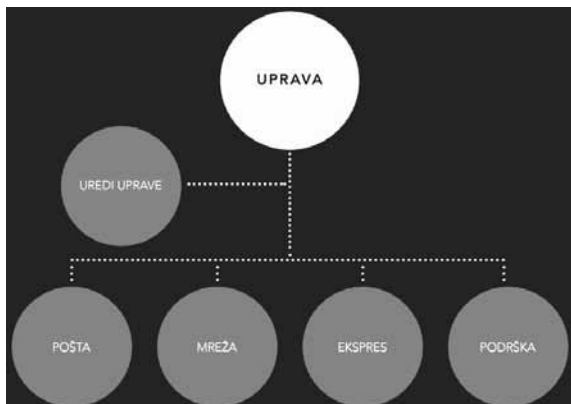 UPRAVA
UREDI UPRAVE
POŠTA
MREŽA
EKSPRES
PODRŠKA